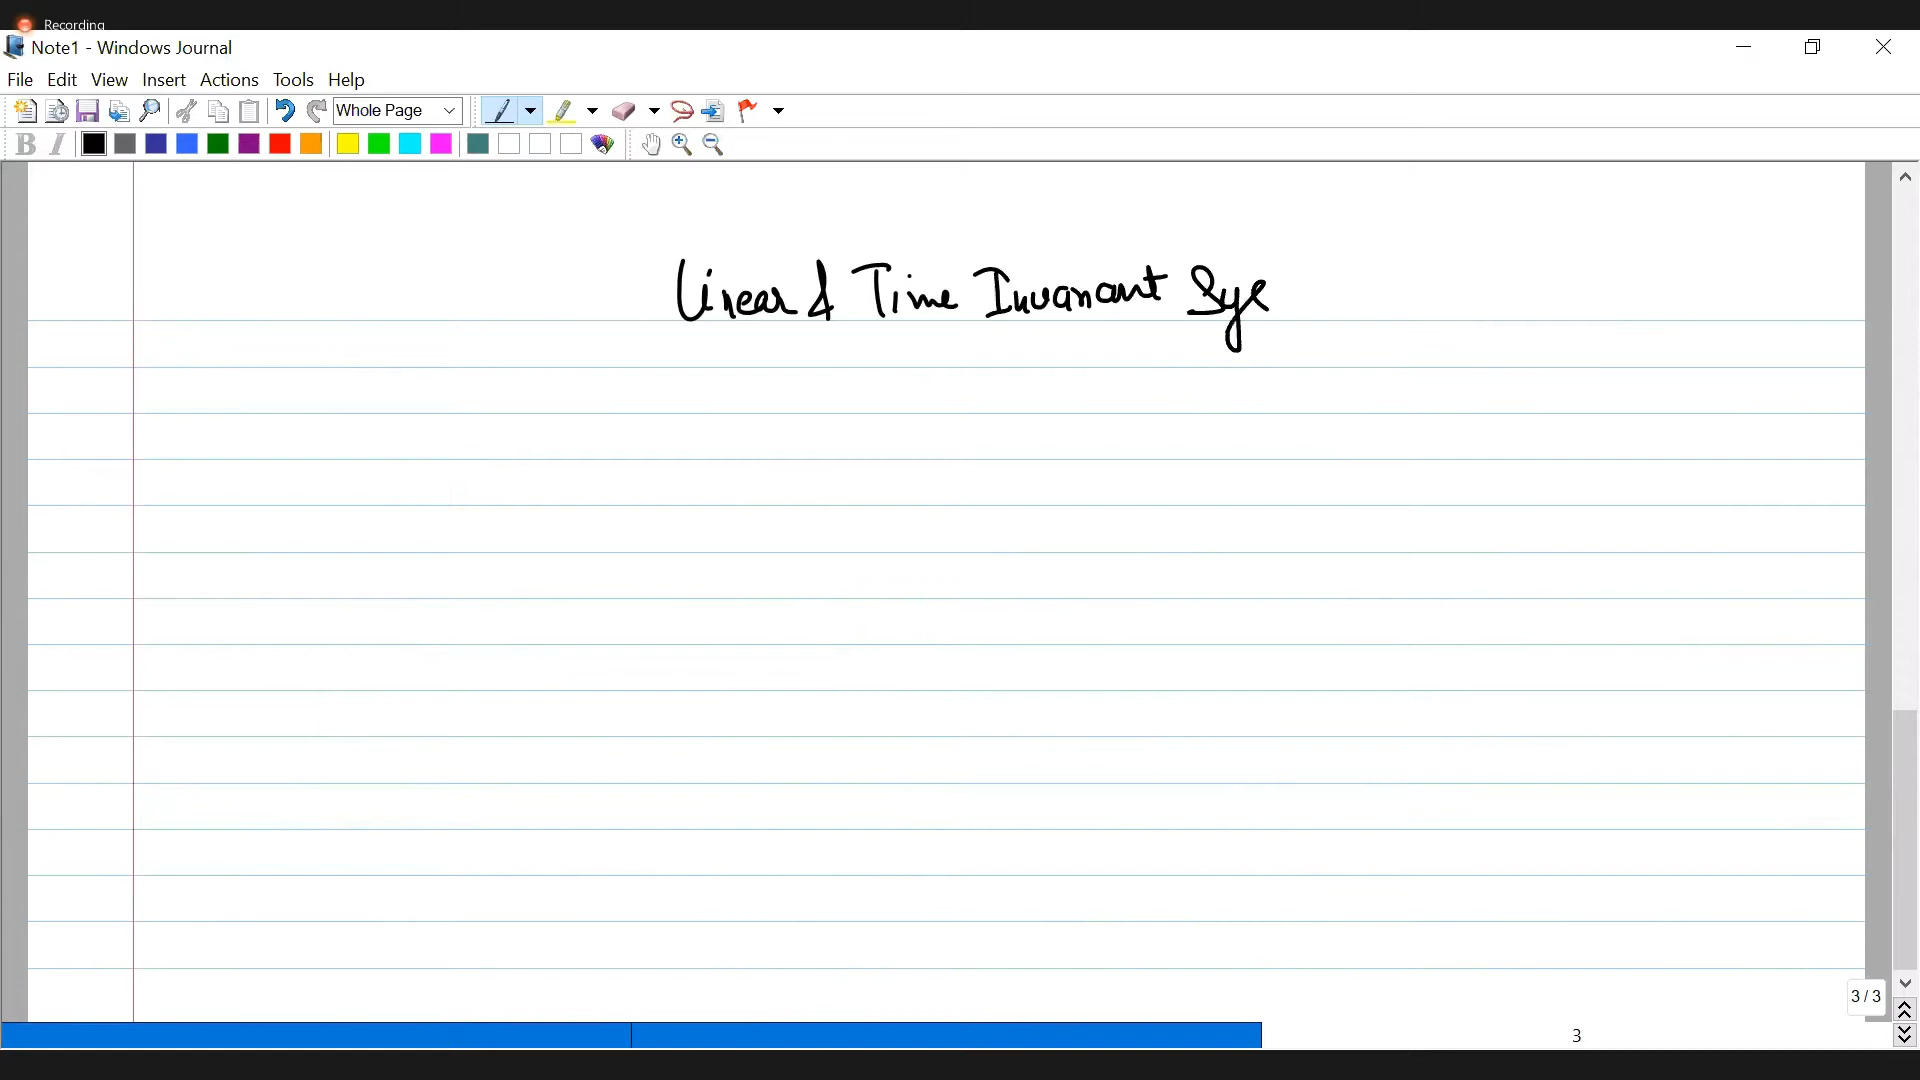 Recording
Note1 - Windows Journal
File Edit View Insert Actions Tools Help
Whole Page
B I
Linear & Time Invariant Sys
3 / 3
3